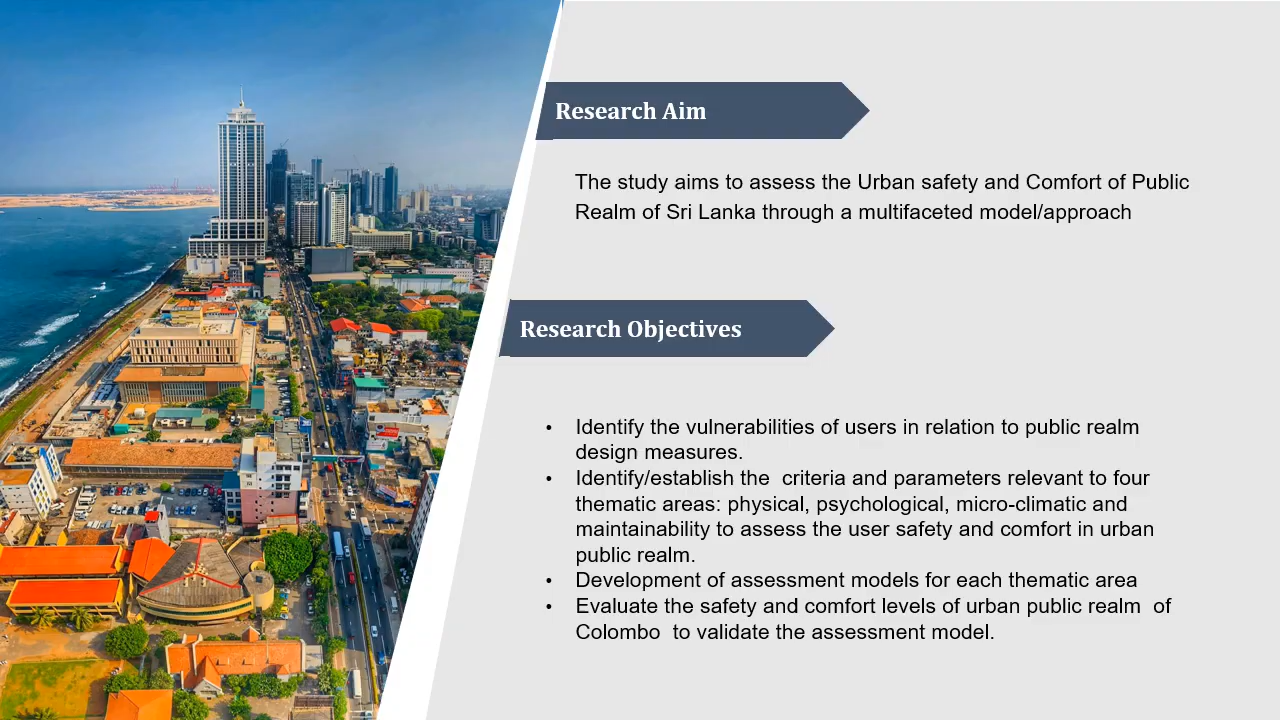 Research Aim
The study aims to assess the Urban safety and Comfort of Public
Realm of Sri Lanka through a multifaceted model/approach
Research Objectives
• Identify the vulnerabilities of users in relation to public realm
design measures.
• Identify/establish the  criteria and parameters relevant to four
thematic areas: physical, psychological, micro-climatic and
maintainability to assess the user safety and comfort in urban
public realm.
• Development of assessment models for each thematic area
• Evaluate the safety and comfort levels of urban public realm  of
Colombo  to validate the assessment model.